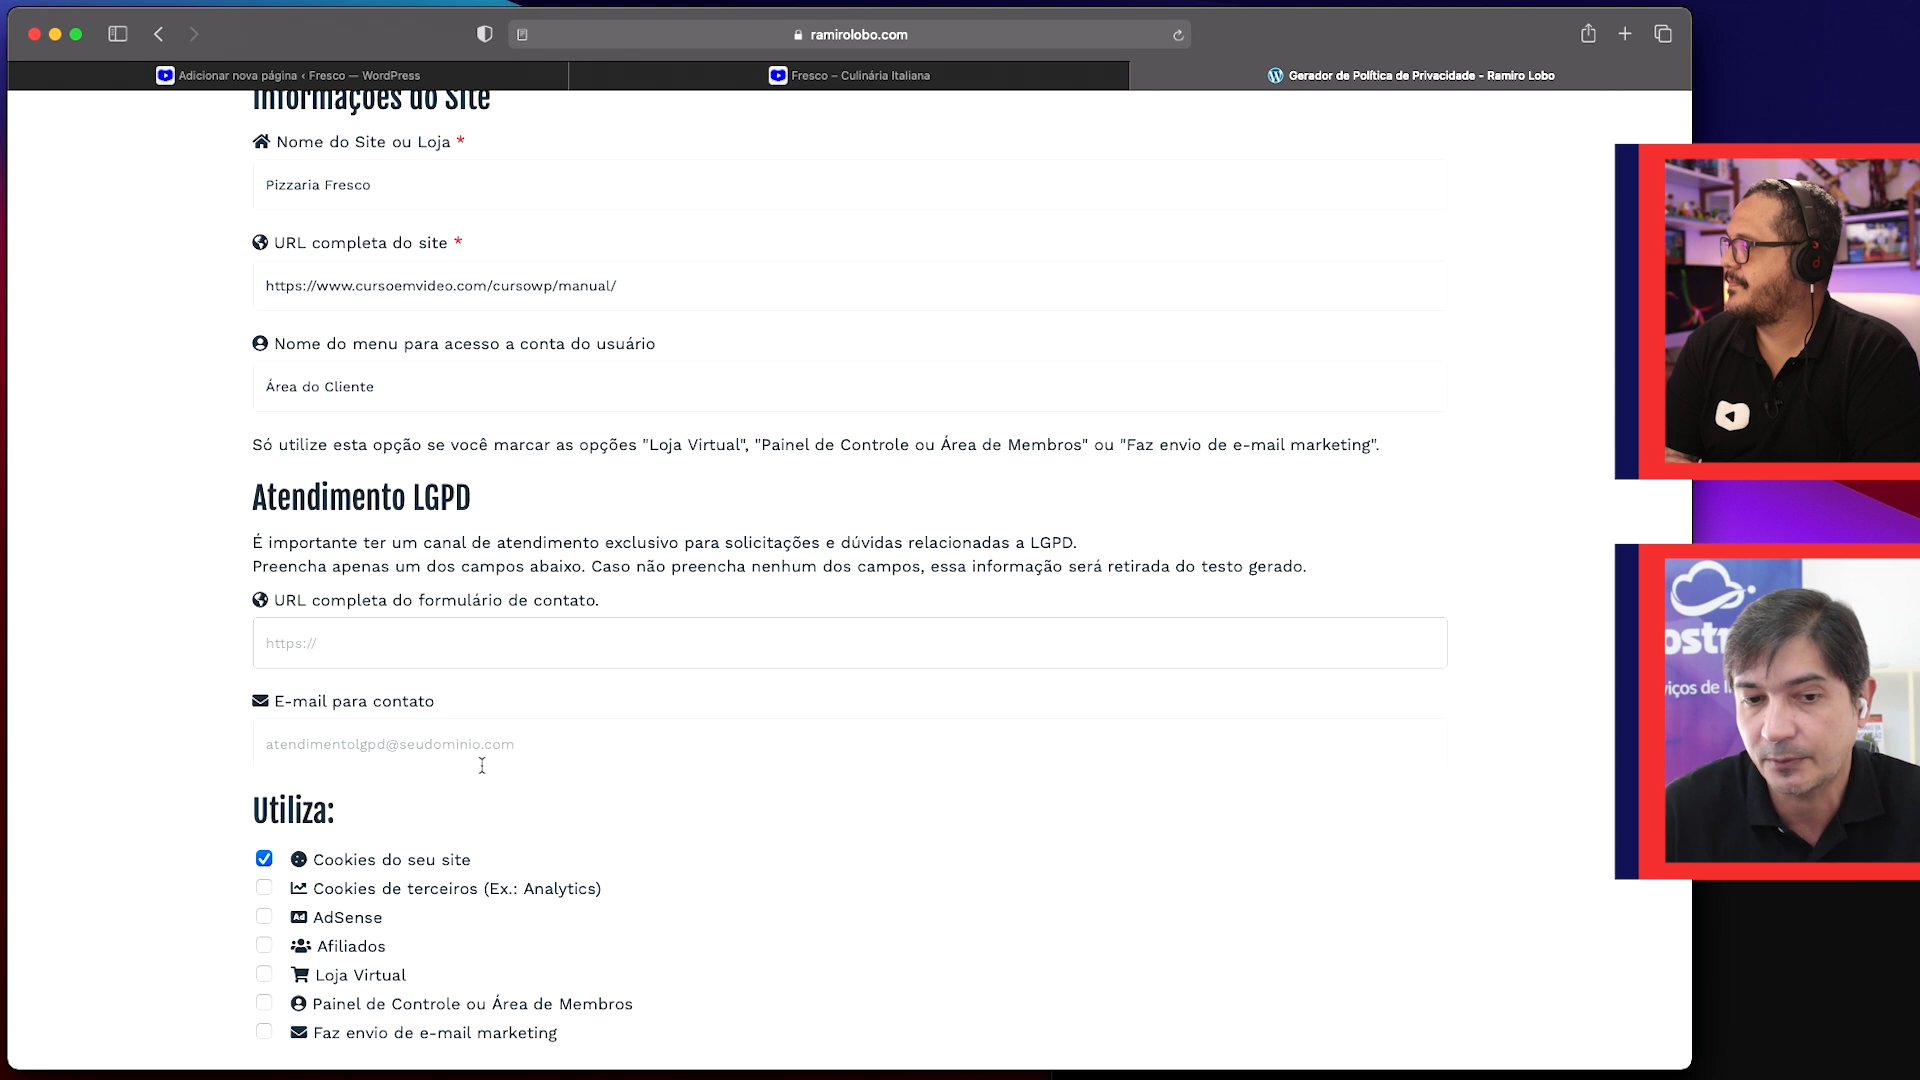 ramirolobo.com
Adicionar nova página ‹ Fresco — WordPress
Fresco – Culinária Italiana
Gerador de Política de Privacidade - Ramiro Lobo
Informações do Site
Nome do Site ou Loja *
Pizzaria Fresco
URL completa do site *
https://www.cursoemvideo.com/cursowp/manual/
Nome do menu para acesso a conta do usuário
Área do Cliente
Só utilize esta opção se você marcar as opções "Loja Virtual", "Painel de Controle ou Área de Membros" ou "Faz envio de e-mail marketing".
Atendimento LGPD
É importante ter um canal de atendimento exclusivo para solicitações e dúvidas relacionadas a LGPD.
Preencha apenas um dos campos abaixo. Caso não preencha nenhum dos campos, essa informação será retirada do testo gerado.
URL completa do formulário de contato.
https://
E-mail para contato
atendimentolgpd@seudominio.com
Utiliza:
Cookies do seu site
Cookies de terceiros (Ex.: Analytics)
Ad AdSense
Afiliados
Loja Virtual
Painel de Controle ou Área de Membros
Faz envio de e-mail marketing